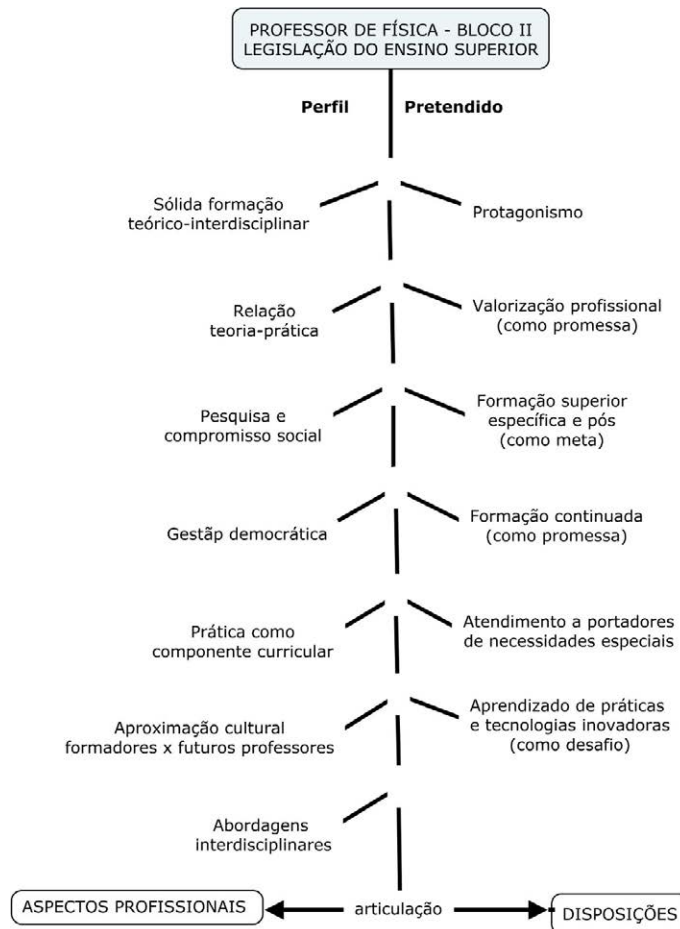 PROFESSOR DE FÍSICA - BLOCO II
LEGISLAÇÃO DO ENSINO SUPERIOR
Perfil Pretendido
Sólida formação
teórico-interdisciplinar
Protagonismo
Relação
teoria-prática
Valorização profissional
(como promessa)
Pesquisa e
compromisso social
Formação superior
específica e pós
(como meta)
Gestãp democrática
Formação continuada
(como promessa)
Prática como
componente curricular
Atendimento a portadores
de necessidades especiais
Aproximação cultural
formadores x futuros professores
Aprendizado de práticas
e tecnologias inovadoras
(como desafio)
Abordagens
interdisciplinares
ASPECTOS PROFISSIONAIS
articulação
DISPOSIÇÕES